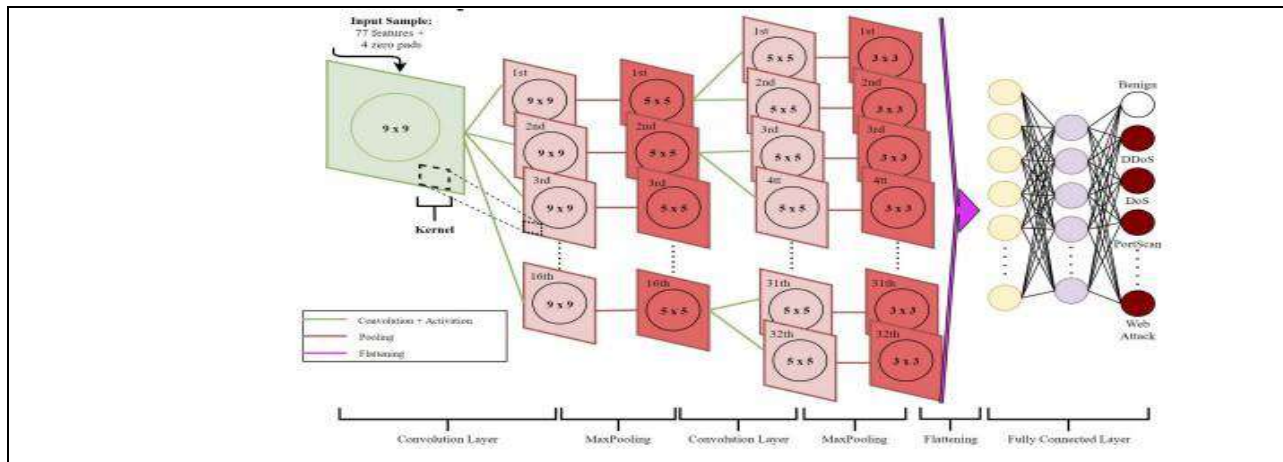 Input Sample:
77 features +
4 zero pads
9 x 9
Kernel
1st
9 x 9
2nd
9 x 9
3rd
9 x 9
16th
9 x 9
1st
5 x 5
2nd
5 x 5
3rd
5 x 5
16th
5 x 5
1st
5 x 5
2nd
5 x 5
3rd
5 x 5
4tt
5 x 5
31th
5 x 5
32th
5 x 5
1st
3 x 3
2nd
3 x 3
3rd
3 x 3
4tt
3 x 3
31th
3 x 3
32th
3 x 3
Benign
DDoS
DoS
PortScan
Web
Attack
Convolution + Activation
Pooling
Flattening
Convolution Layer
MaxPooling
Convolution Layer
MaxPooling
Flattening
Fully Connected Layer